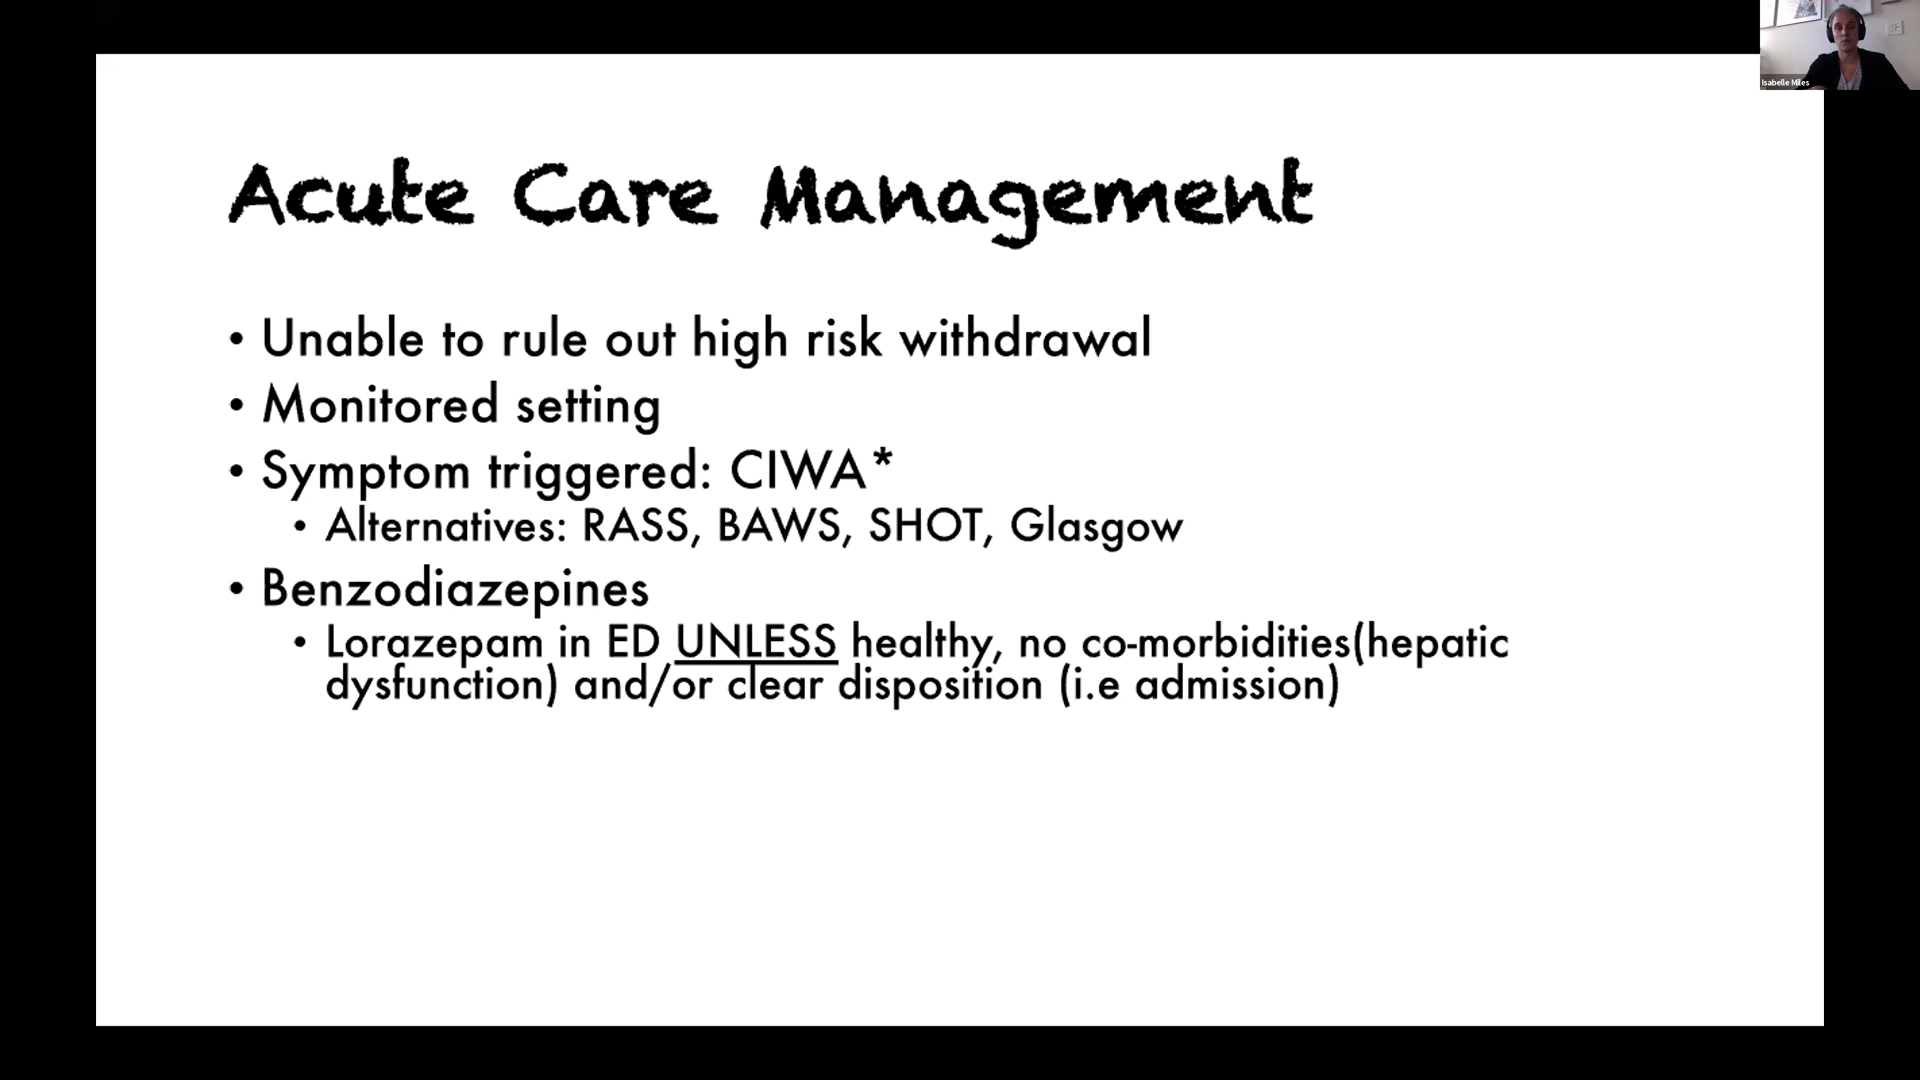 Isabelle Miles
Acute Care Management
• Unable to rule out high risk withdrawal
• Monitored setting
• Symptom triggered: CIWA*
• Alternatives: RASS, BAWS, SHOT, Glasgow
• Benzodiazepines
• Lorazepam in ED UNLESS healthy, no co-morbidities(hepatic
dysfunction) and/or clear disposition (i.e admission)